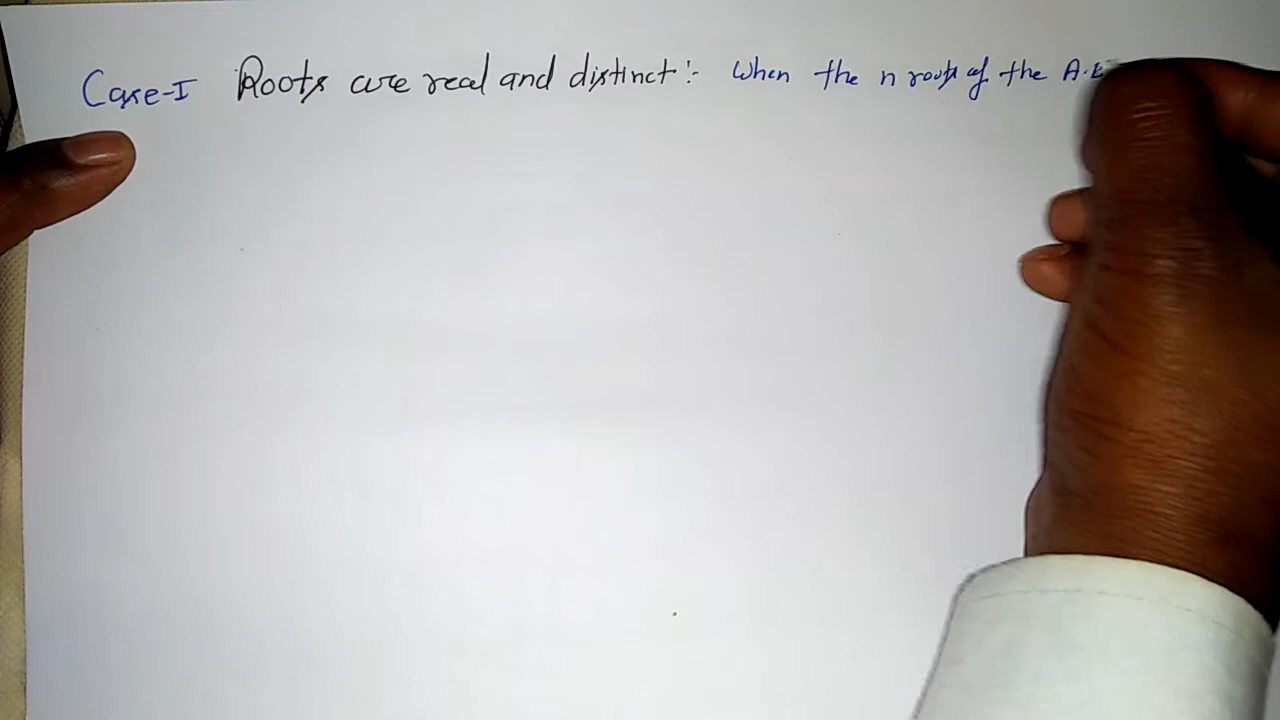 Case-I Roots are real and distinct :- When the n roots of the A.E